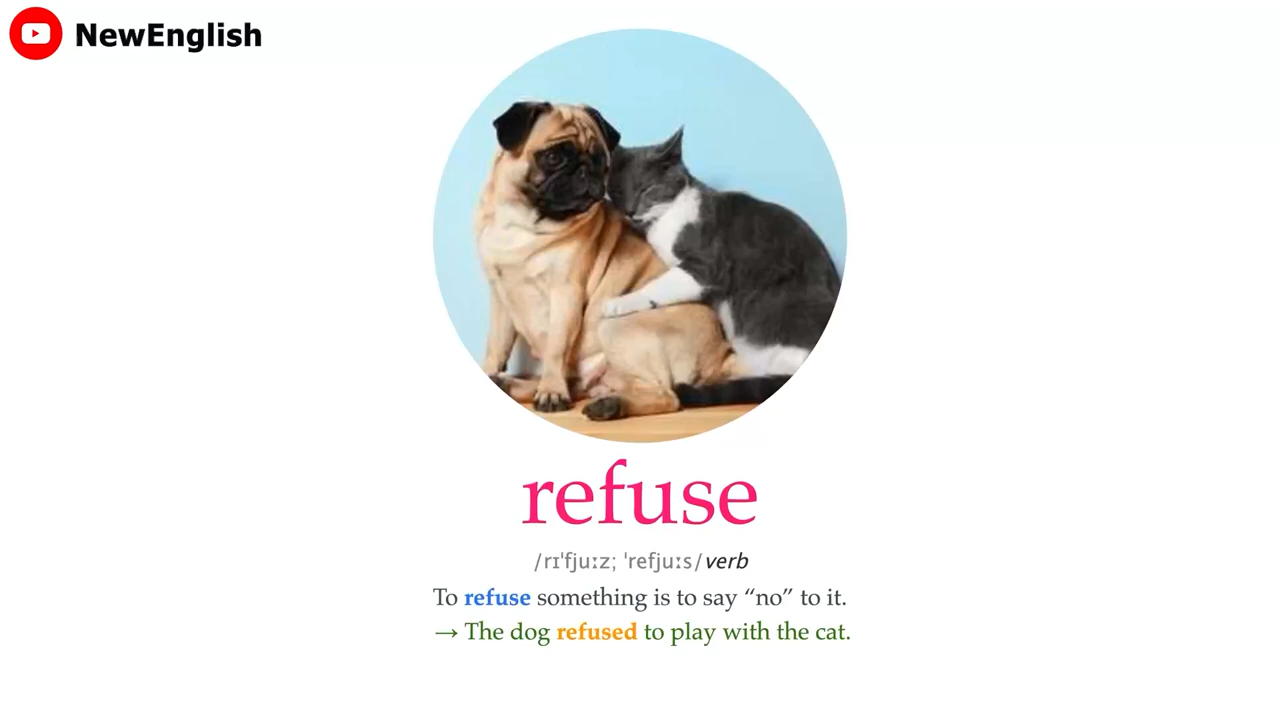 NewEnglish
refuse
/rɪˈfjuːz; ˈrefjuːs/verb
To refuse something is to say “no” to it.
→ The dog refused to play with the cat.